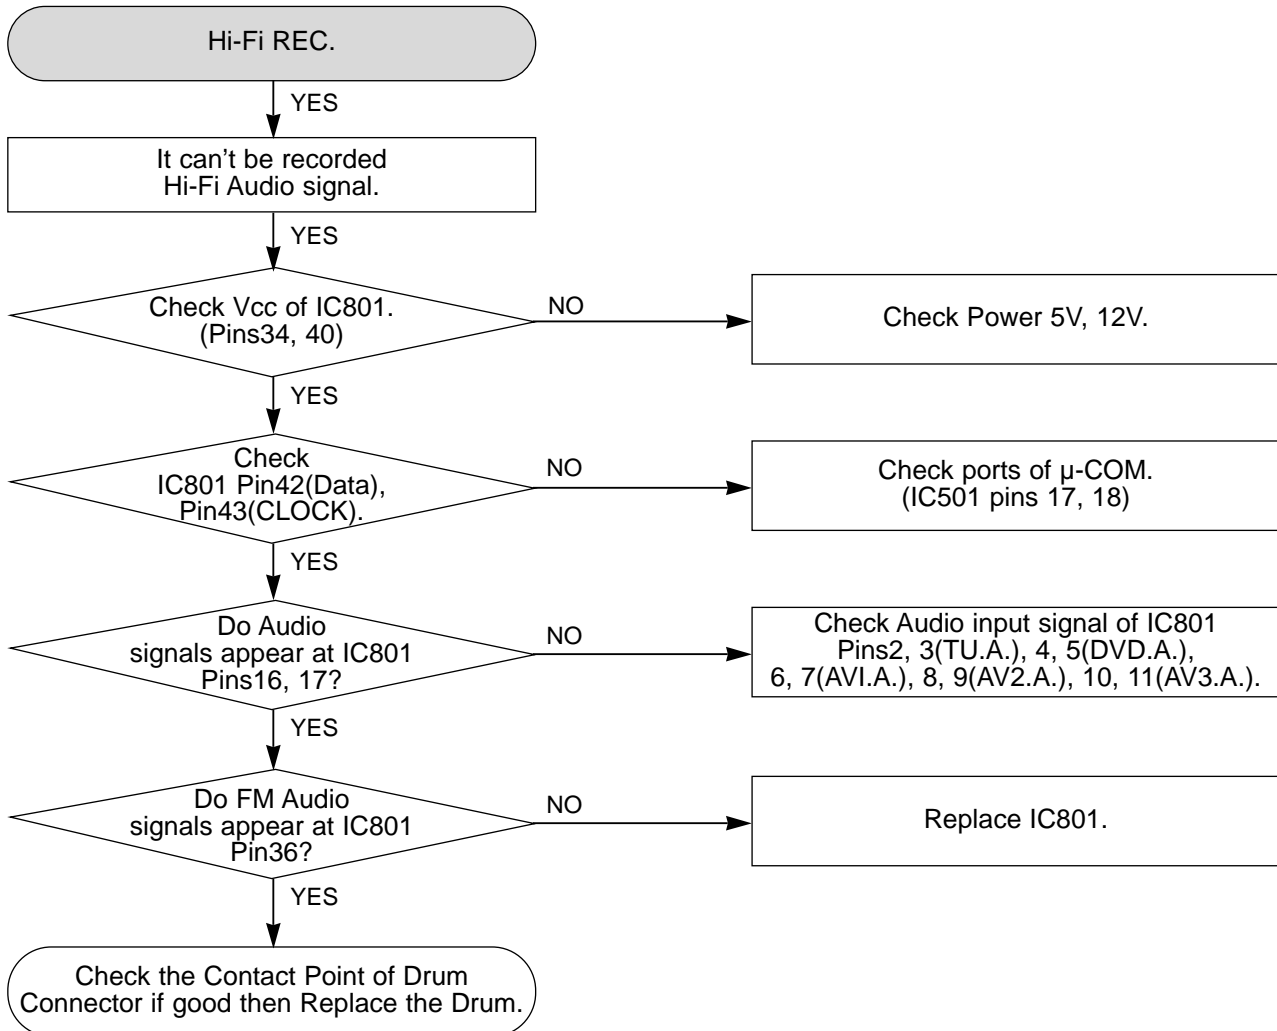 Hi-Fi REC.
YES
It can't be recorded
Hi-Fi Audio signal.
YES
Check Vcc of IC801.
(Pins34, 40)
NO
Check Power 5V, 12V.
YES
Check
IC801 Pin42(Data),
Pin43(CLOCK).
NO
Check ports of µ-COM.
(IC501 pins 17, 18)
YES
Do Audio
signals appear at IC801
Pins16, 17?
NO
Check Audio input signal of IC801
Pins2, 3(TU.A.), 4, 5(DVD.A.),
6, 7(AVI.A.), 8, 9(AV2.A.), 10, 11(AV3.A.).
YES
Do FM Audio
signals appear at IC801
Pin36?
NO
Replace IC801.
YES
Check the Contact Point of Drum
Connector if good then Replace the Drum.